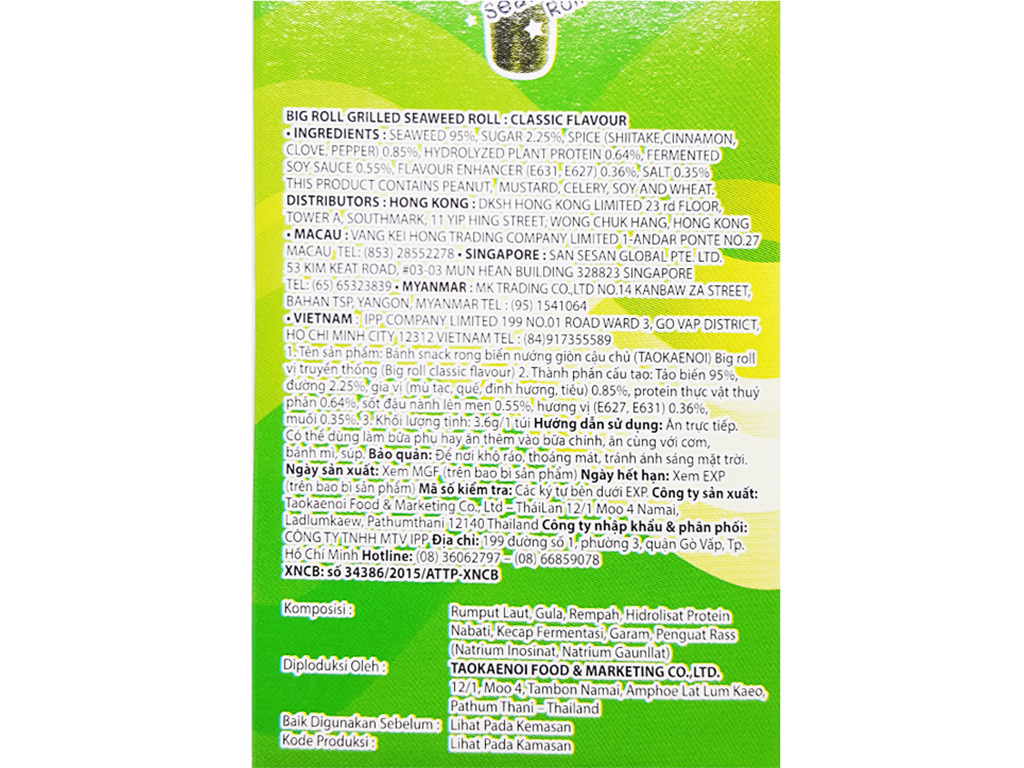 Sea
BIG ROLL GRILLED SEAWEED ROLL : CLASSIC FLAVOUR
• INGREDIENTS : SEAWEED 95%, SUGAR 2.25%, SPICE (SHIITAKE,CINNAMON,
CLOVE, PEPPER) 0.85%, HYDROLYZED PLANT PROTEIN 0.64%, FERMENTED
SOY SAUCE 0.55%, FLAVOUR ENHANCER (E631, E627) 0.36%, SALT 0.35%
THIS PRODUCT CONTAINS PEANUT, MUSTARD, CELERY, SOY AND WHEAT.
DISTRIBUTORS : HONG KONG : DKSH HONG KONG LIMITED 23 rd FLOOR,
TOWER A, SOUTHMARK, 11 YIP HING STREET, WONG CHUK HANG, HONG KONG
• MACAU : VANG KEI HONG TRADING COMPANY LIMITED 1-ANDAR PONTE NO.27
MACAU TEL: (853) 28552278 • SINGAPORE : SAN SESAN GLOBAL PTE. LTD.
53 KIM KEAT ROAD, #03-03 MUN HEAN BUILDING 328823 SINGAPORE
TEL: (65) 65323839 • MYANMAR : MK TRADING CO.,LTD NO.14 KANBAW ZA STREET,
BAHAN TSP, YANGON, MYANMAR TEL : (95) 1541064
• VIETNAM : IPP COMPANY LIMITED 199 NO.01 ROAD WARD 3, GO VAP DISTRICT,
HO CHI MINH CITY 12312 VIETNAM TEL : (84)917355589
1. Tên sản phẩm: Bánh snack rong biển nướng giòn cậu chủ (TAOKAENOI) Big roll
vị truyền thống (Big roll classic flavour) 2. Thành phần cấu tạo: Tảo biển 95%,
đường 2.25%, gia vị (mù tạc, quế, đinh hương, tiêu) 0.85%, protein thực vật thuỷ
phân 0.64%, sốt đậu nành lên men 0.55%, hương vị (E627, E631) 0.36%,
muối 0.35%. 3. Khối lượng tịnh: 3.6g/1 túi Hướng dẫn sử dụng: Ăn trực tiếp.
Có thể dùng làm bữa phụ hay ăn thêm vào bữa chính, ăn cùng với cơm,
bánh mì, súp. Bảo quản: Để nơi khô ráo, thoáng mát, tránh ánh sáng mặt trời.
Ngày sản xuất: Xem MGF (trên bao bì sản phẩm) Ngày hết hạn: Xem EXP
(trên bao bì sản phẩm) Mã số kiểm tra: Các ký tự bên dưới EXP. Công ty sản xuất:
Taokaenoi Food & Marketing Co., Ltd – TháiLan 12/1 Moo 4 Namai,
Ladlumkaew, Pathumthani 12140 Thailand Công ty nhập khẩu & phân phối:
CÔNG TY TNHH MTV IPP Địa chỉ: 199 đường số 1, phường 3, quận Gò Vấp, Tp.
Hồ Chí Minh Hotline: (08) 36062797 – (08) 66859078
XNCB: số 34386/2015/ATTP-XNCB
Komposisi : Rumput Laut, Gula, Rempah, Hidrolisat Protein
Nabati, Kecap Fermentasi, Garam, Penguat Rass
(Natrium Inosinat, Natrium Gaunllat)
Diploduksi Oleh : TAOKAENOI FOOD & MARKETING CO.,LTD.
12/1, Moo 4, Tambon Namai, Amphoe Lat Lum Kaeo,
Pathum Thani – Thailand
Baik Digunakan Sebelum : Lihat Pada Kemasan
Kode Produksi : Lihat Pada Kamasan